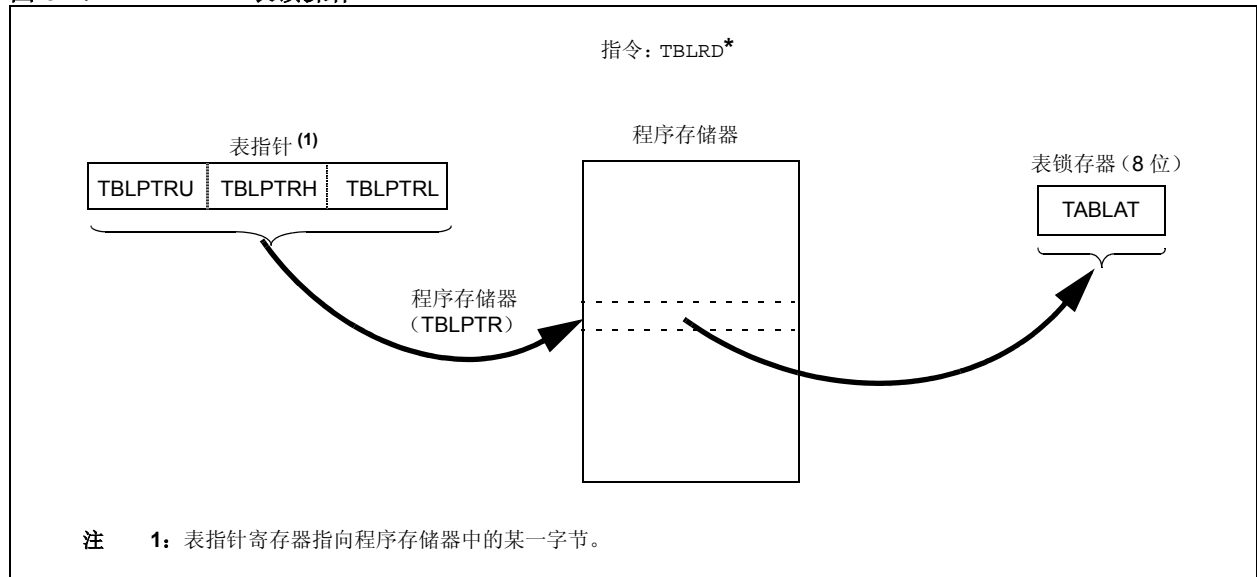 指令：TBLRD*
程序存储器
表指针(1)
表锁存器（8 位）
TBLPTRU TBLPTRH TBLPTRL
TABLAT
程序存储器
（TBLPTR）
注 1：表指针寄存器指向程序存储器中的某一字节。